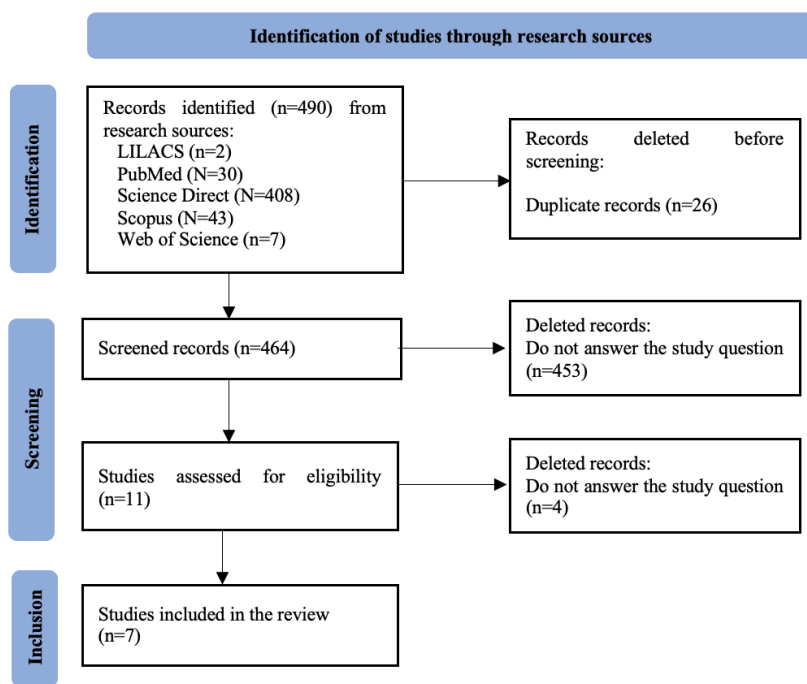 Identification of studies through research sources
Identification
Records identified (n=490) from
research sources:
LILACS (n=2)
PubMed (N=30)
Science Direct (N=408)
Scopus (N=43)
Web of Science (n=7)
Records deleted before
screening:
Duplicate records (n=26)
Screening
Screened records (n=464)
Deleted records:
Do not answer the study question
(n=453)
Studies assessed for eligibility
(n=11)
Deleted records:
Do not answer the study question
(n=4)
Inclusion
Studies included in the review
(n=7)